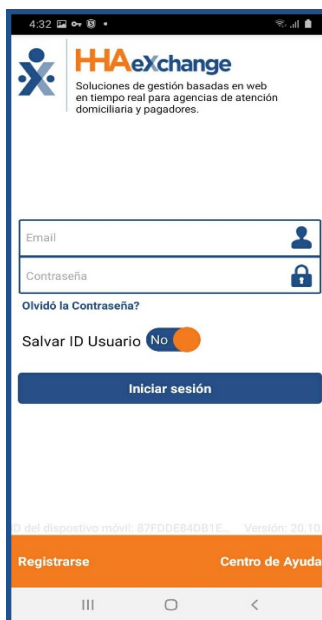 4:32
HHAeXchange
Soluciones de gestión basadas en web
en tiempo real para agencias de atención
domiciliaria y pagadores.
Email
Contraseña
Olvidó la Contraseña?
Salvar ID Usuario No
Iniciar sesión
D del dispostivo móvil: 87FDDE84DB1E... Versión: 20.10.
Registrarse Centro de Ayuda